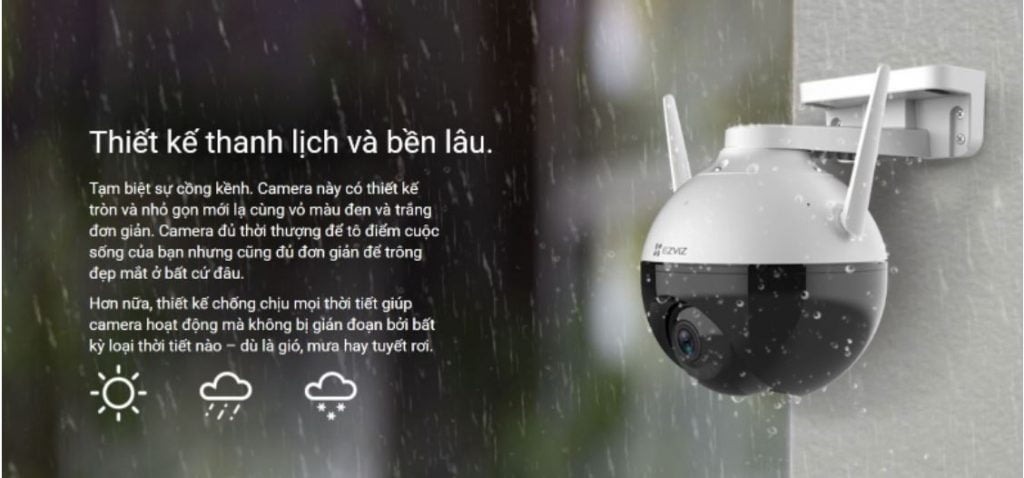 Thiết kế thanh lịch và bền lâu.
Tạm biệt sự cồng kềnh. Camera này có thiết kế
tròn và nhỏ gọn mới lạ cùng vỏ màu đen và trắng
đơn giản. Camera đủ thời thượng để tô điểm cuộc
sống của bạn nhưng cũng đủ đơn giản để trông
đẹp mắt ở bất cứ đâu.
Hơn nữa, thiết kế chống chịu mọi thời tiết giúp
camera hoạt động mà không bị gián đoạn bởi bất
kỳ loại thời tiết nào – dù là gió, mưa hay tuyết rơi.
EZVIZ